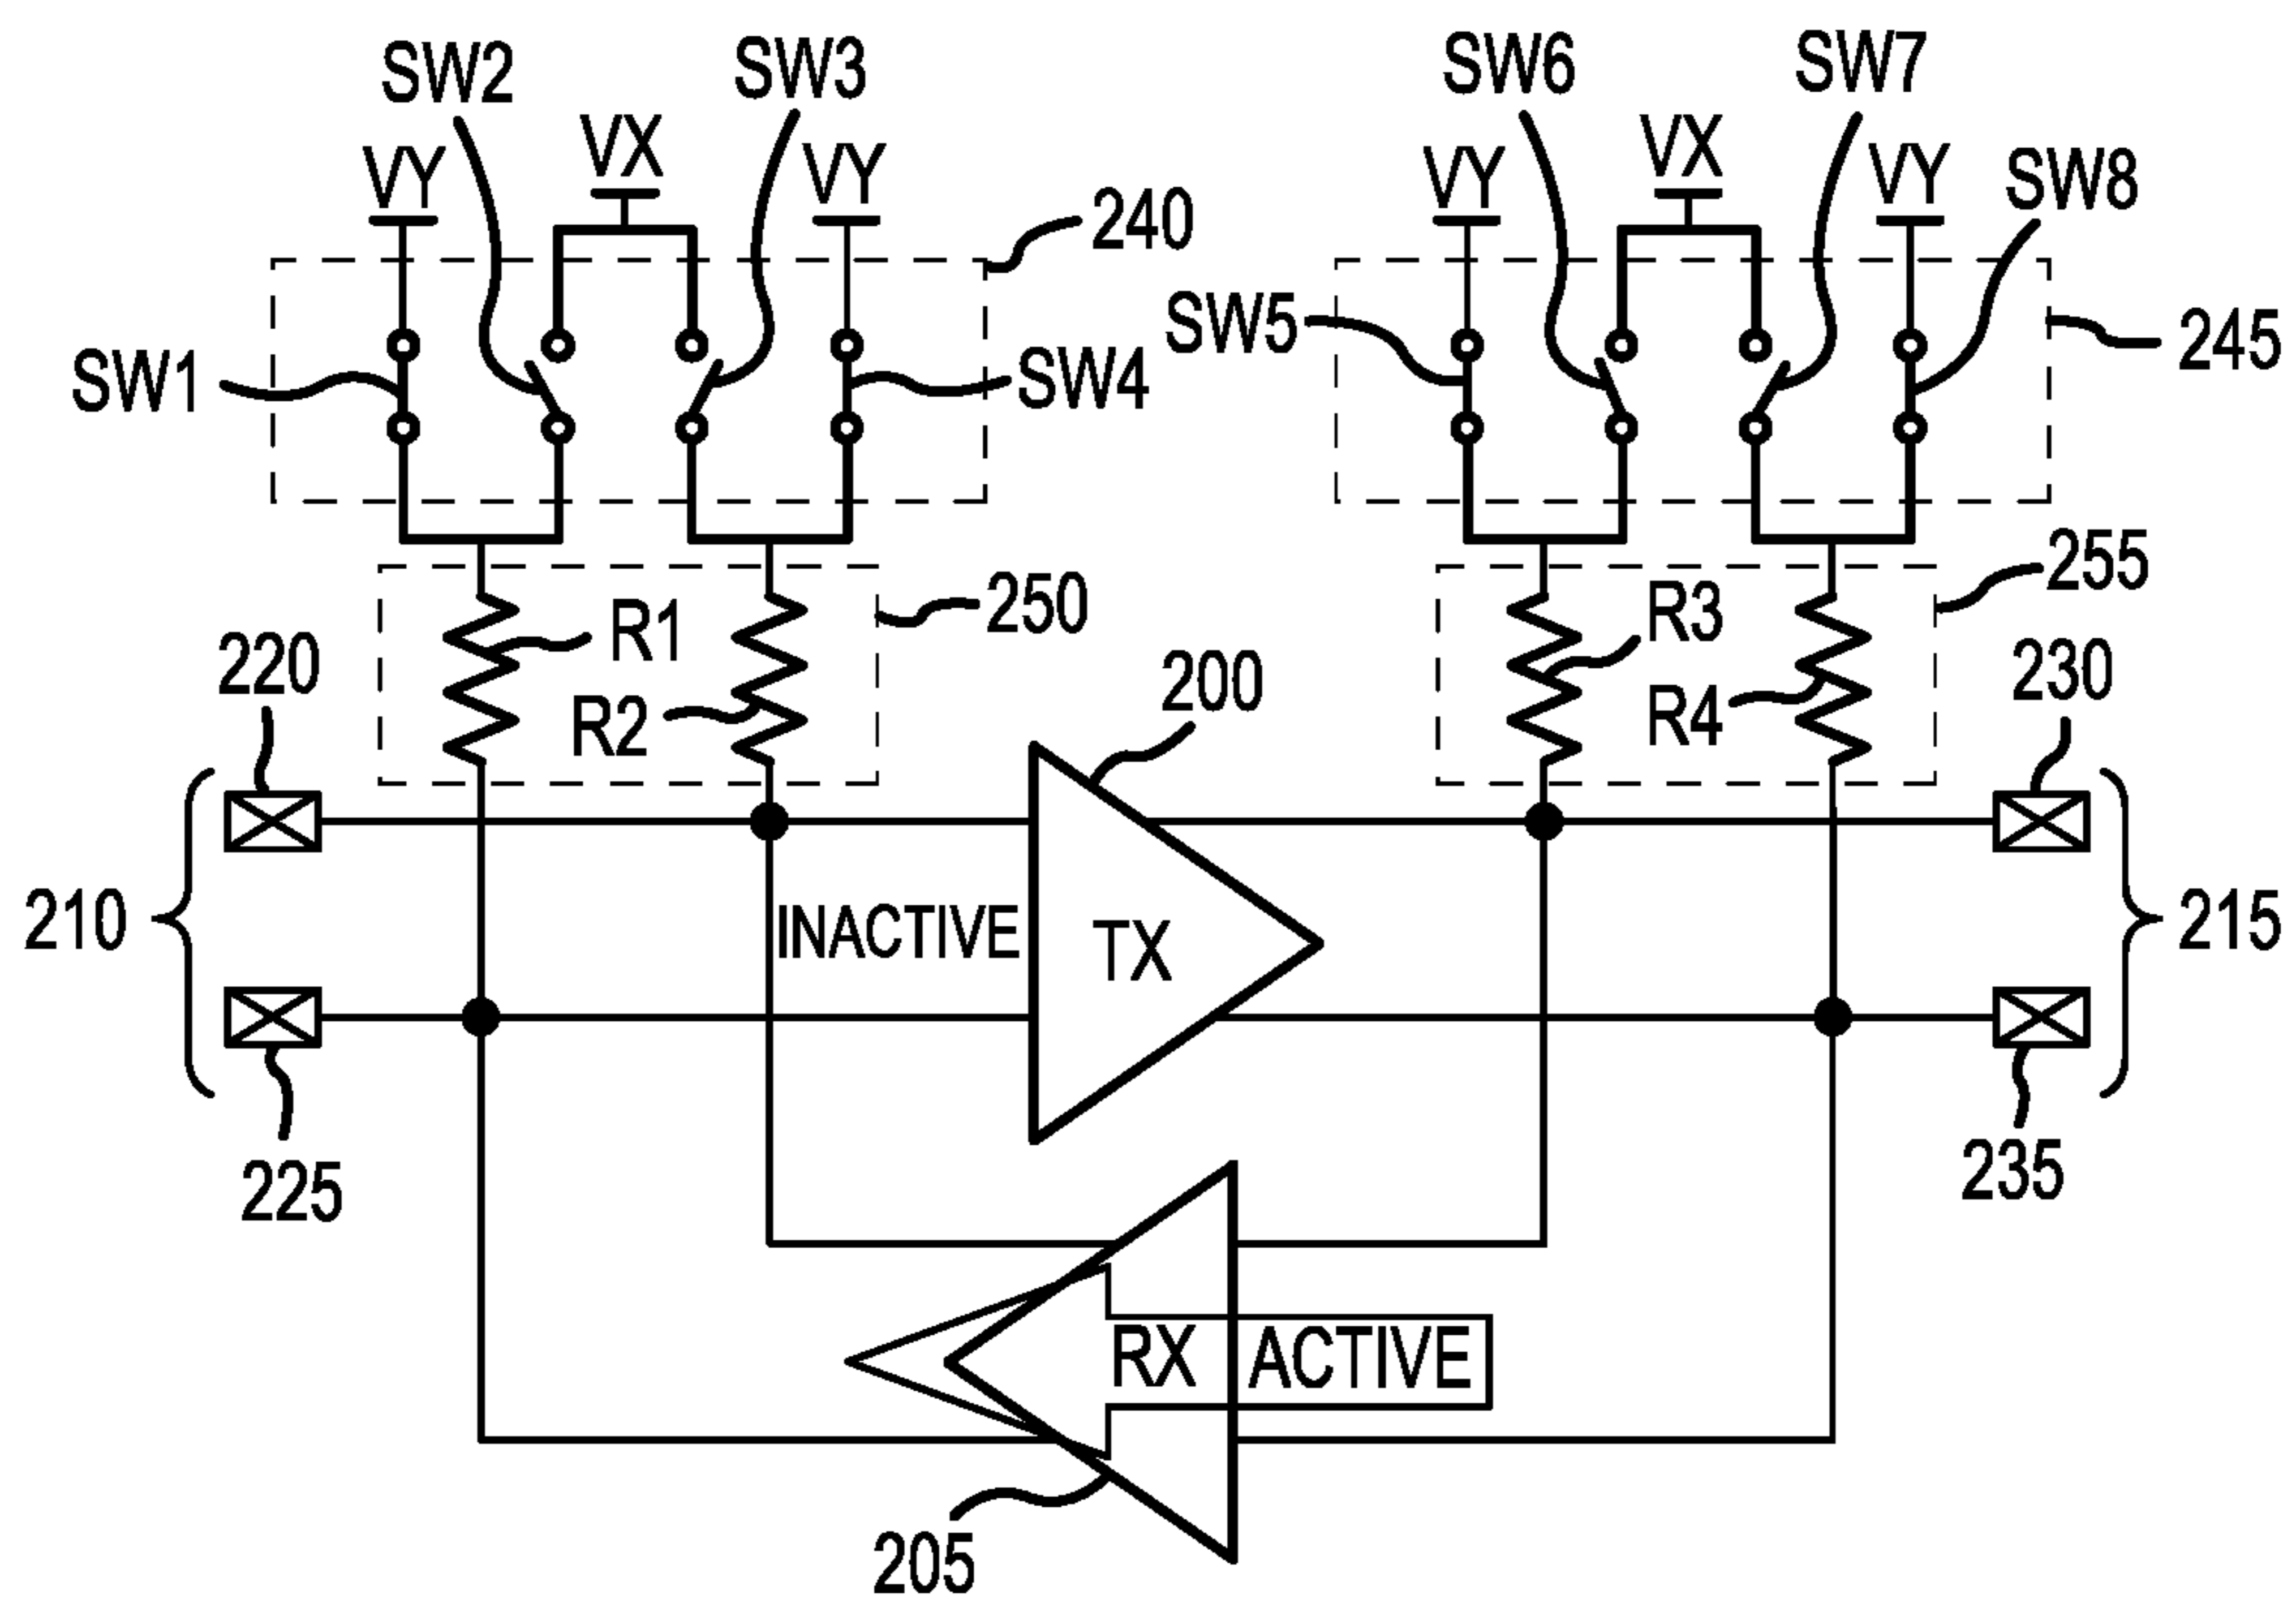 SW2
SW3
SW6
SW7
VY
VX
VY
VY
VX
VY
SW8
240
SW5
245
SW1
SW4
R1
250
R3
255
220
R2
200
R4
230
210
INACTIVE
TX
215
225
235
RX
ACTIVE
205